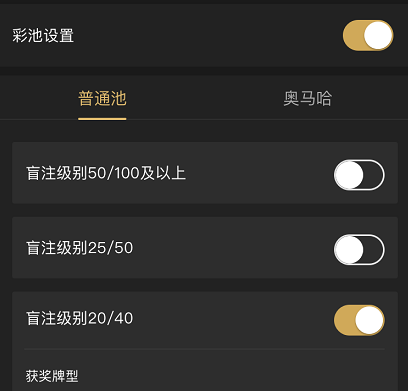 彩池设置
普通池 奥马哈
盲注级别50/100及以上
盲注级别25/50
盲注级别20/40
获奖牌型